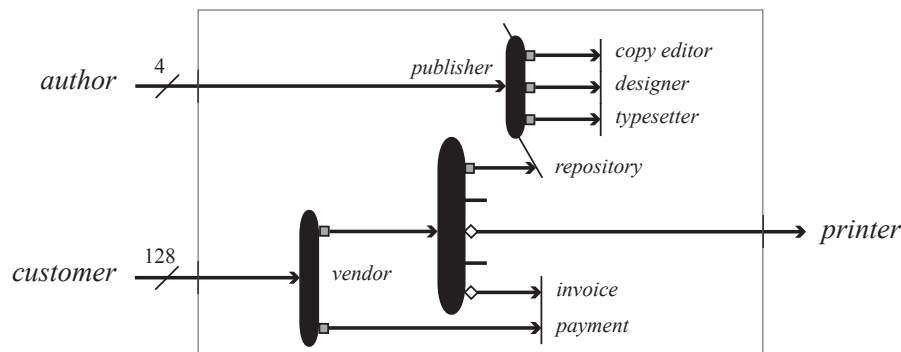 4
copy editor
publisher
author
designer
typesetter
repository
printer
128
customer
vendor
invoice
payment